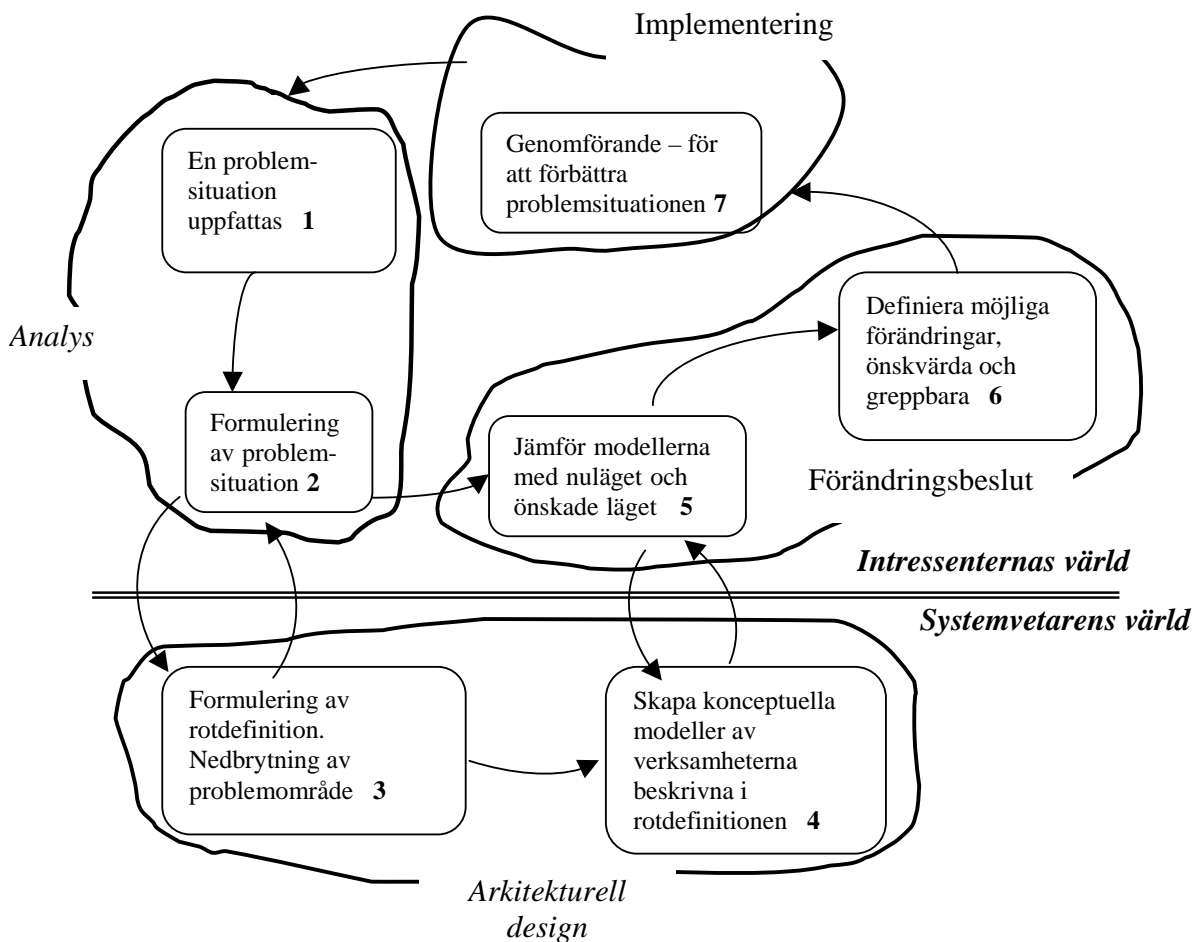 Implementering
En problem-
situation
uppfattas 1
Genomförande – för
att förbättra
problemsituationen 7
Analys
Definiera möjliga
förändringar,
önskvärda och
greppbara 6
Formulering
av problem-
situation 2
Jämför modellerna
med nuläget och
önskade läget 5
Förändringsbeslut
Intressenternas värld
Systemvetarens värld
Formulering av
rotdefinition.
Nedbrytning av
problemområde 3
Skapa konceptuella
modeller av
verksamheterna
beskrivna i
rotdefinitionen 4
Arkitekturell
design